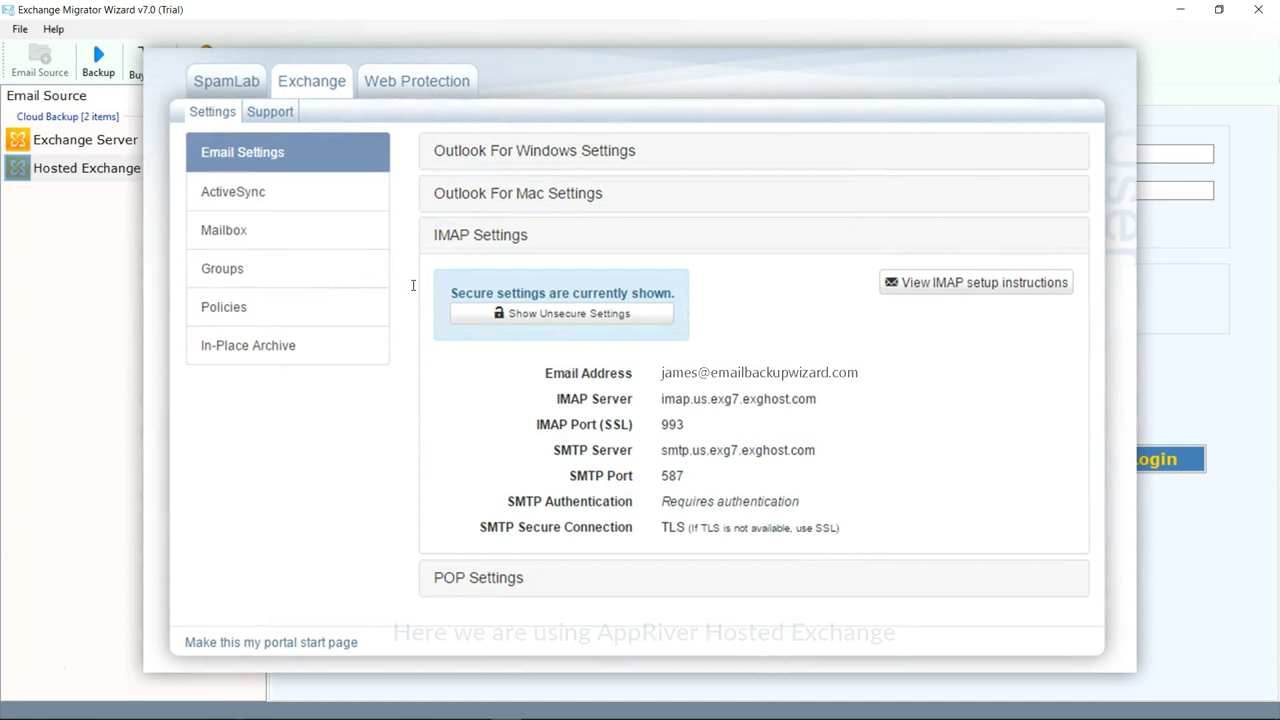 Exchange Migrator Wizard v7.0 (Trial)
File Help
Email Source
Backup
Email Source
Cloud Backup [2 items]
Exchange Server
Hosted Exchange
SpamLab
Exchange
Web Protection
Settings
Support
Email Settings
ActiveSync
Mailbox
Groups
Policies
In-Place Archive
Outlook For Windows Settings
Outlook For Mac Settings
IMAP Settings
Secure settings are currently shown.
Show Unsecure Settings
View IMAP setup instructions
Email Address james@emailbackupwizard.com
IMAP Server imap.us.exg7.exghost.com
IMAP Port (SSL) 993
SMTP Server smtp.us.exg7.exghost.com
SMTP Port 587
SMTP Authentication Requires authentication
SMTP Secure Connection TLS (If TLS is not available, use SSL)
POP Settings
Make this my portal start page
Here we are using AppRiver Hosted Exchange
User
ogin